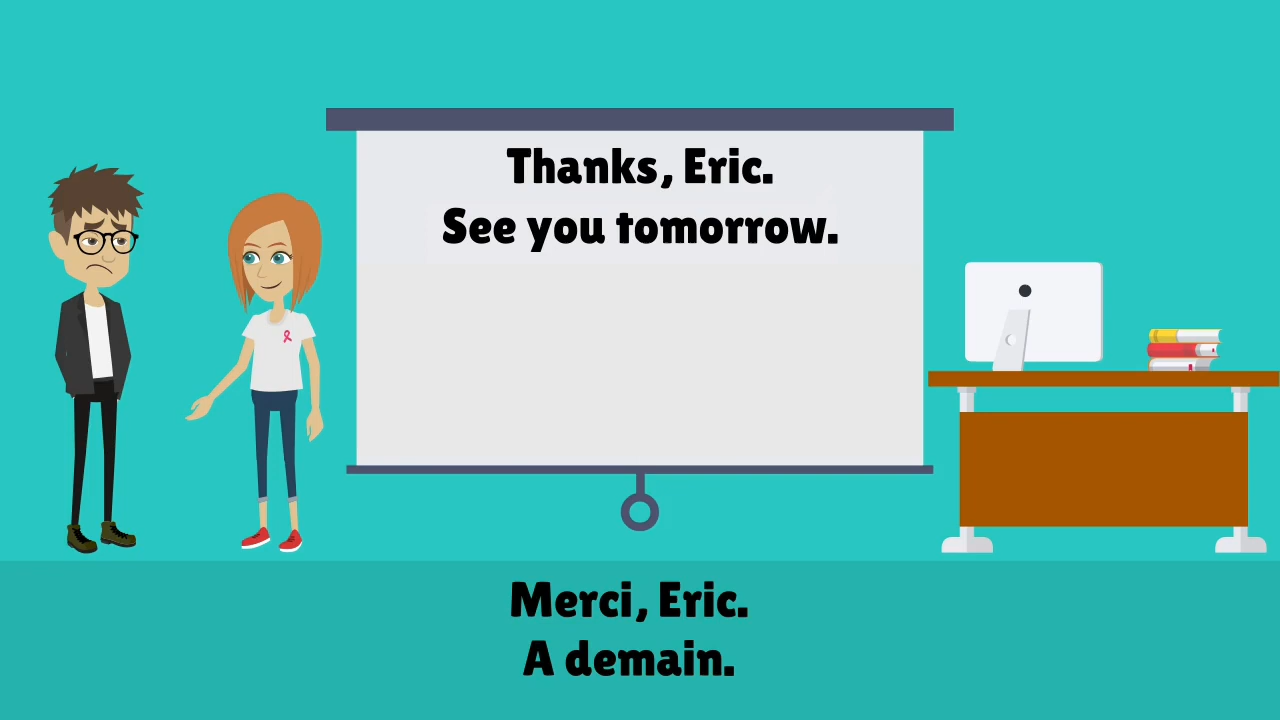 Thanks, Eric.
See you tomorrow.
Merci, Eric.
A demain.